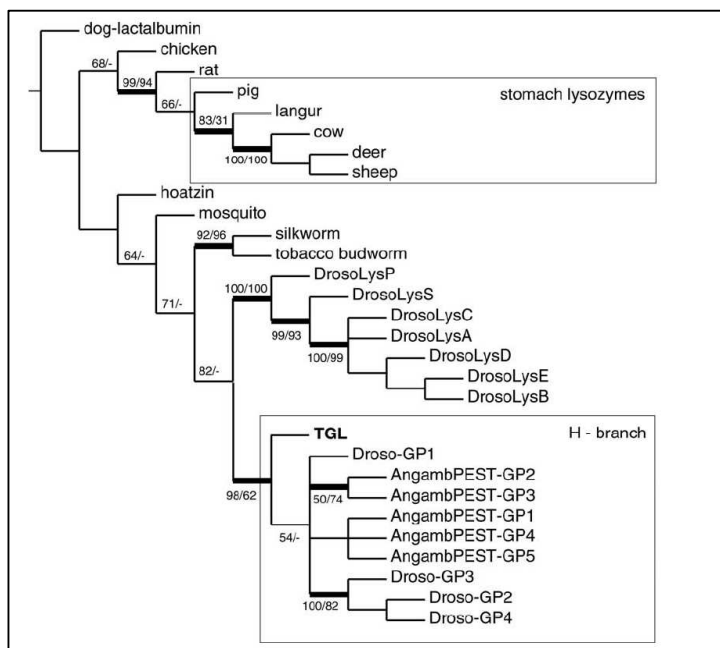 dog-lactalbumin
chicken
68/-
rat
99/94
pig
stomach lysozymes
66/-
langur
83/31
cow
deer
100/100
sheep
hoatzin
mosquito
92/96
silkworm
64/-
tobacco budworm
DrosoLysP
100/100
DrosoLysS
71/-
DrosoLysC
99/93
DrosoLysA
100/99
DrosoLysD
82/-
DrosoLysE
DrosoLysB
TGL
H - branch
Droso-GP1
AngambPEST-GP2
98/62
50/74
AngambPEST-GP3
AngambPEST-GP1
54/-
AngambPEST-GP4
AngambPEST-GP5
Droso-GP3
100/82
Droso-GP2
Droso-GP4